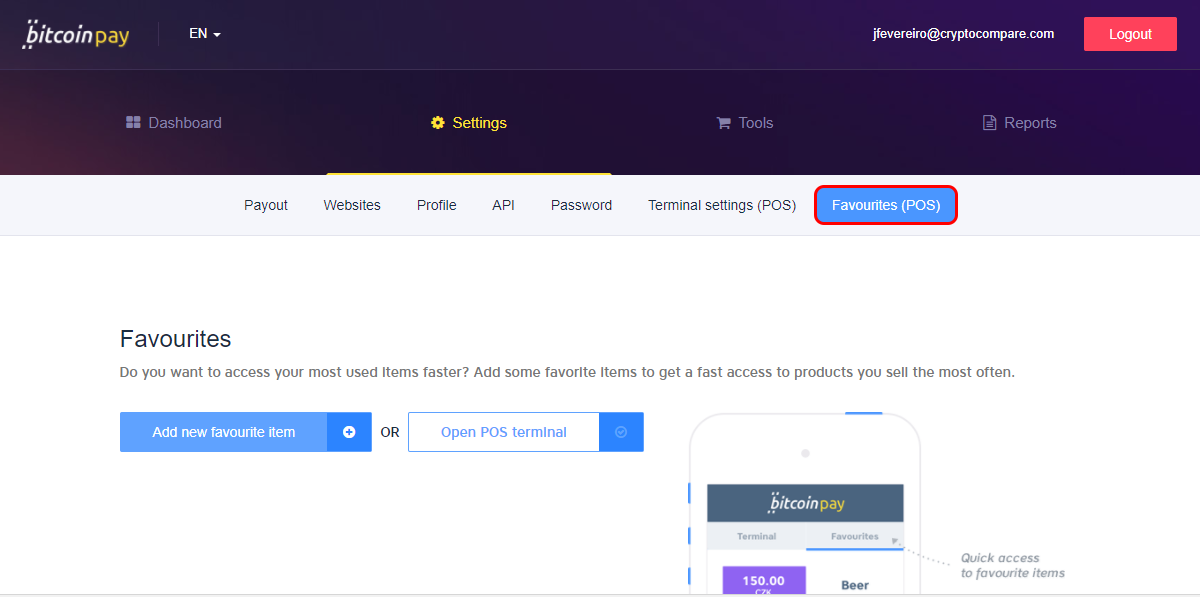 bitcoinpay EN jfevereiro@cryptocompare.com Logout
Dashboard Settings Tools Reports
Payout Websites Profile API Password Terminal settings (POS) Favourites (POS)
Favourites
Do you want to access your most used items faster? Add some favorite items to get a fast access to products you sell the most often.
Add new favourite item OR Open POS terminal
bitcoinpay
Terminal Favourites
Quick access
to favourite items
150.00 Beer
CZK